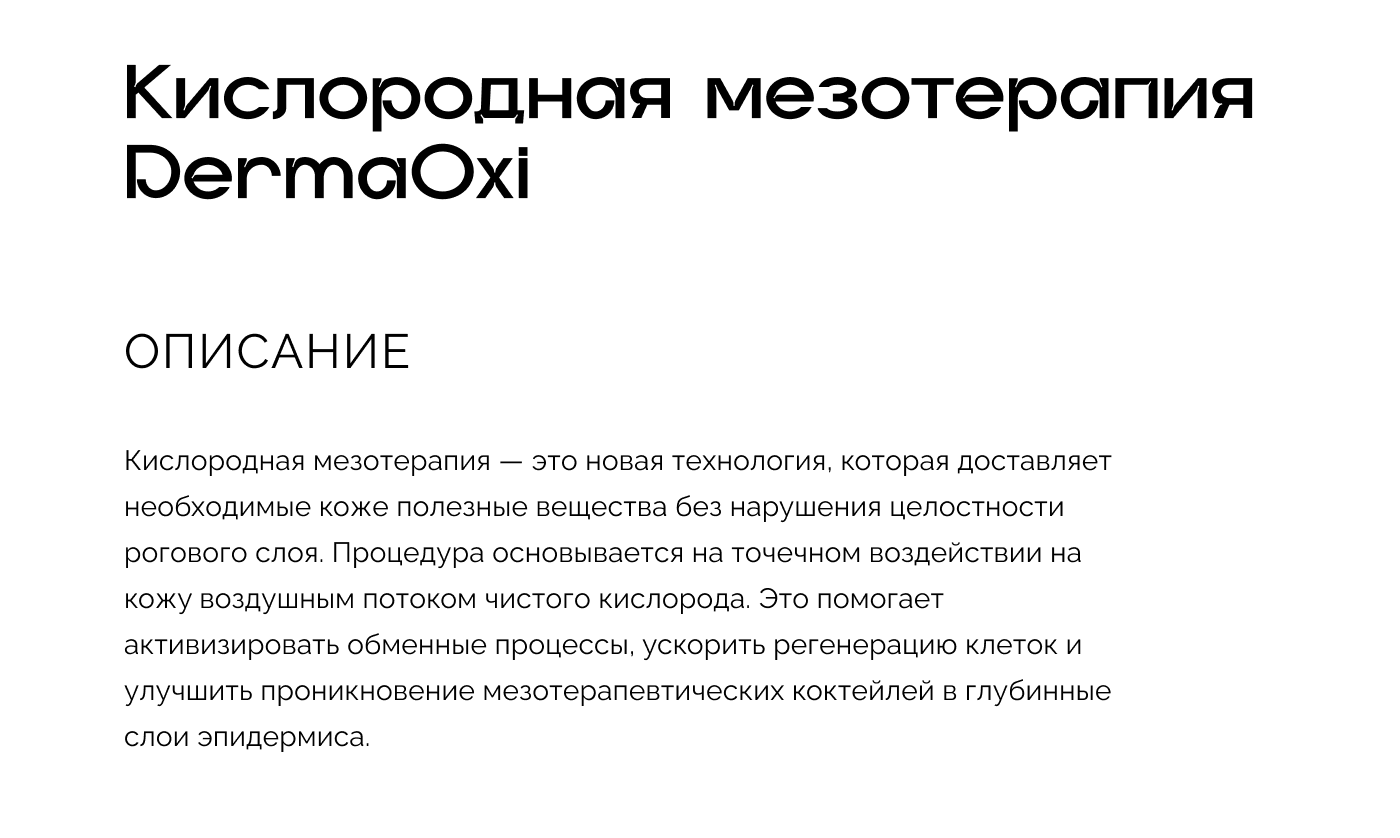 Кислородная мезотерапия
DermaOxi
ОПИСАНИЕ
Кислородная мезотерапия — это новая технология, которая доставляет
необходимые коже полезные вещества без нарушения целостности
рогового слоя. Процедура основывается на точечном воздействии на
кожу воздушным потоком чистого кислорода. Это помогает
активизировать обменные процессы, ускорить регенерацию клеток и
улучшить проникновение мезотерапевтических коктейлей в глубинные
слои эпидермиса.